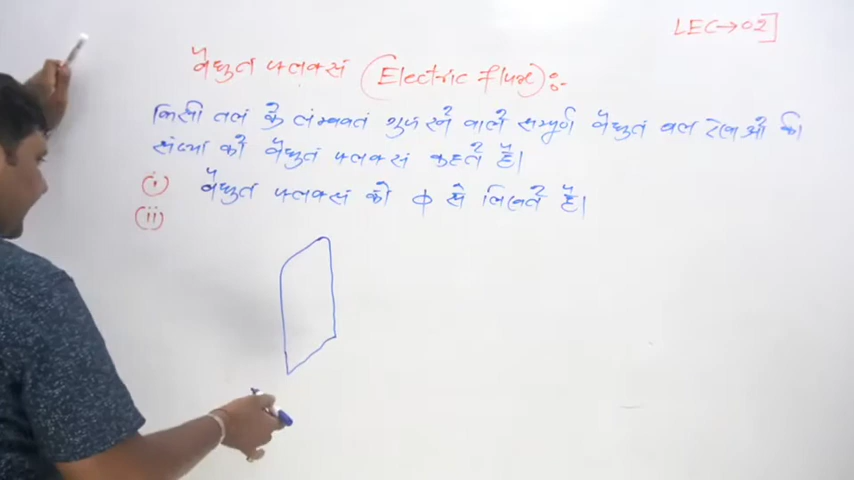 LEC→02]
वैद्युत फ्लक्स (Electric flux):-
किसी तल के लम्बवत गुजरने वाले सम्पूर्ण वैद्युत बल रेखाओं की
संख्या को वैद्युत फ्लक्स कहते हैं।
(i) वैद्युत फ्लक्स को ϕ से लिखते हैं।
(ii)